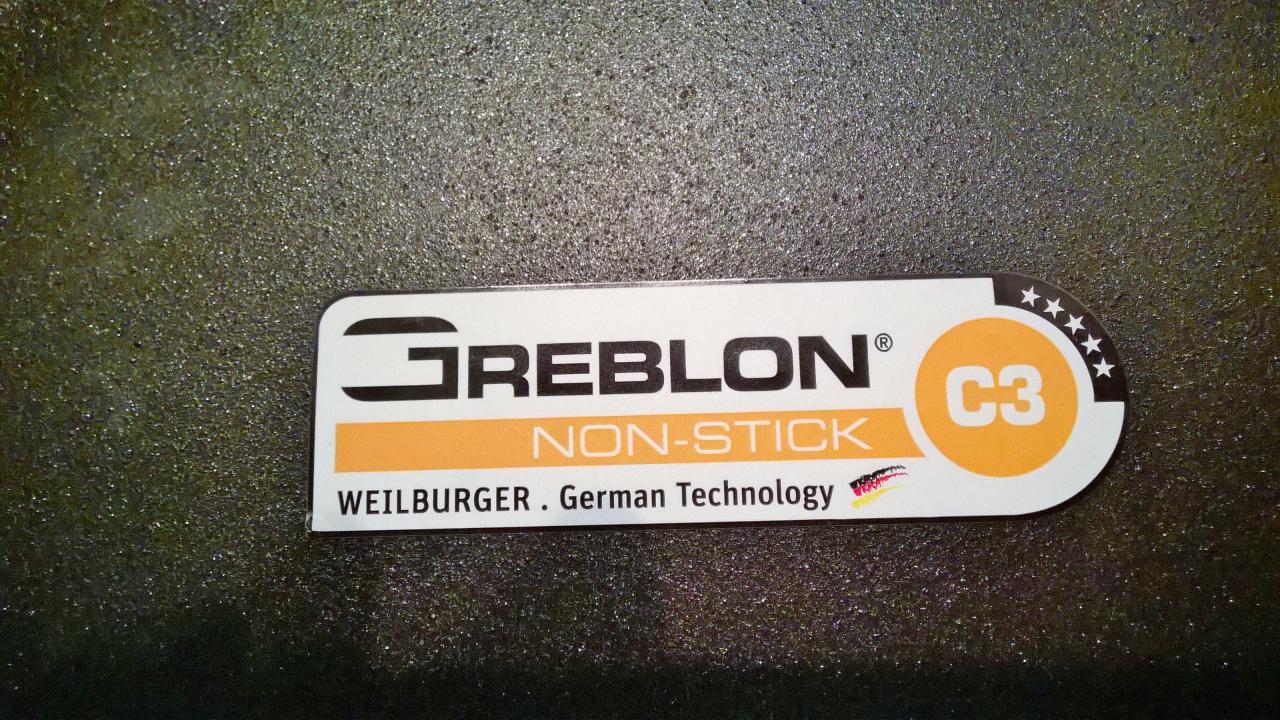 GREBLON®
NON-STICK
C3
WEILBURGER . German Technology